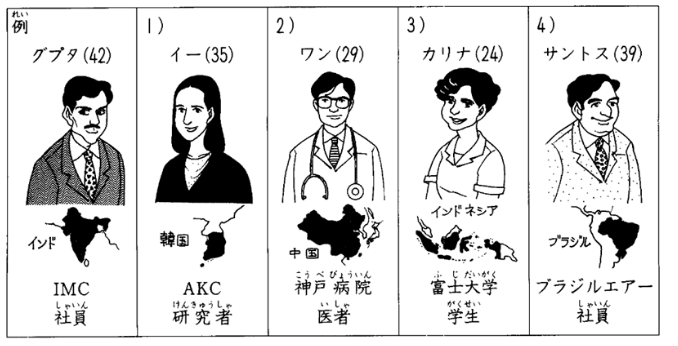 れい
例
グプタ(42)
インド
IMC
しゃいん
社員
1)
イー(35)
韓国
AKC
けんきゅうしゃ
研究者
2)
ワン(29)
中国
こうべびょういん
神戸病院
いしゃ
医者
3)
カリナ(24)
インドネシア
ふじだいがく
富士大学
がくせい
学生
4)
サントス(39)
ブラジル
ブラジルエアー
しゃいん
社員